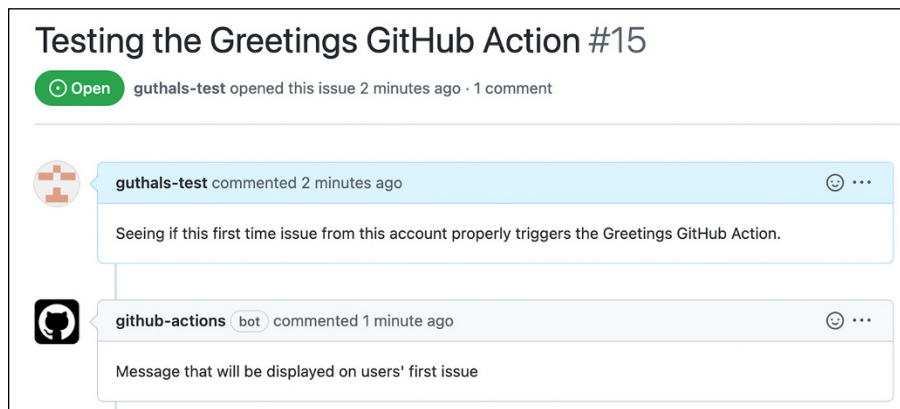 Testing the Greetings GitHub Action #15
Open guthals-test opened this issue 2 minutes ago · 1 comment
guthals-test commented 2 minutes ago
Seeing if this first time issue from this account properly triggers the Greetings GitHub Action.
github-actions bot commented 1 minute ago
Message that will be displayed on users' first issue